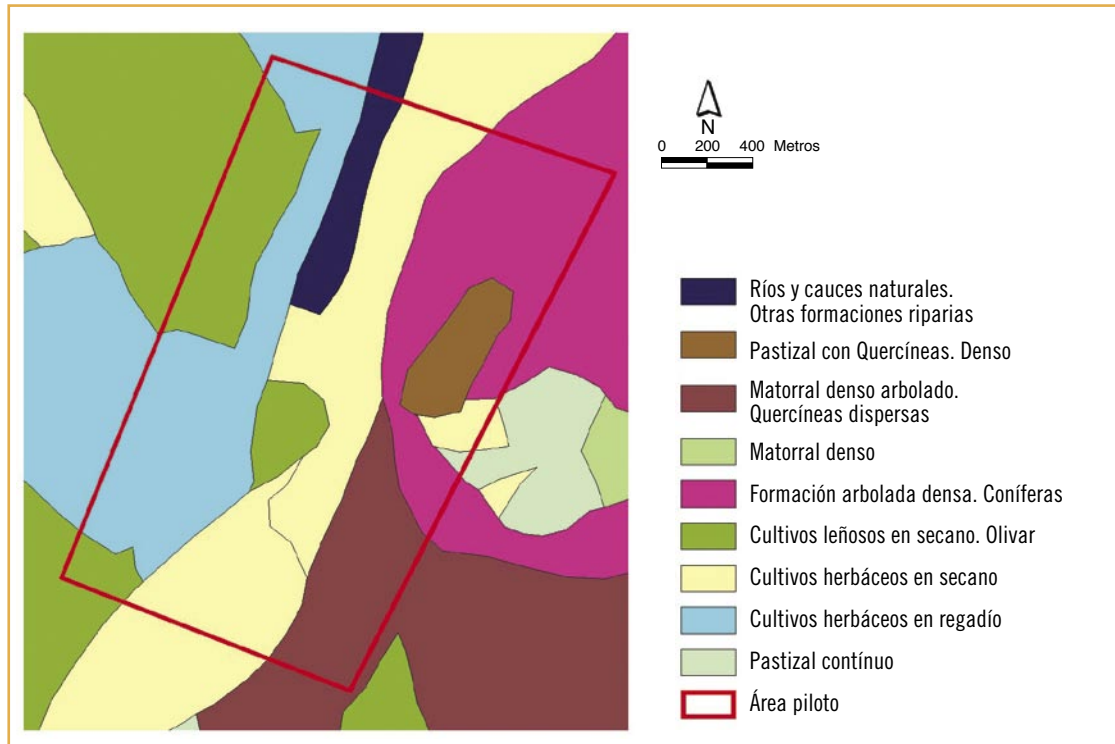 N
0 200 400 Metros
Ríos y cauces naturales.
Otras formaciones riparias
Pastizal con Quercíneas. Denso
Matorral denso arbolado.
Quercíneas dispersas
Matorral denso
Formación arbolada densa. Coníferas
Cultivos leñosos en secano. Olivar
Cultivos herbáceos en secano
Cultivos herbáceos en regadío
Pastizal contínuo
Área piloto